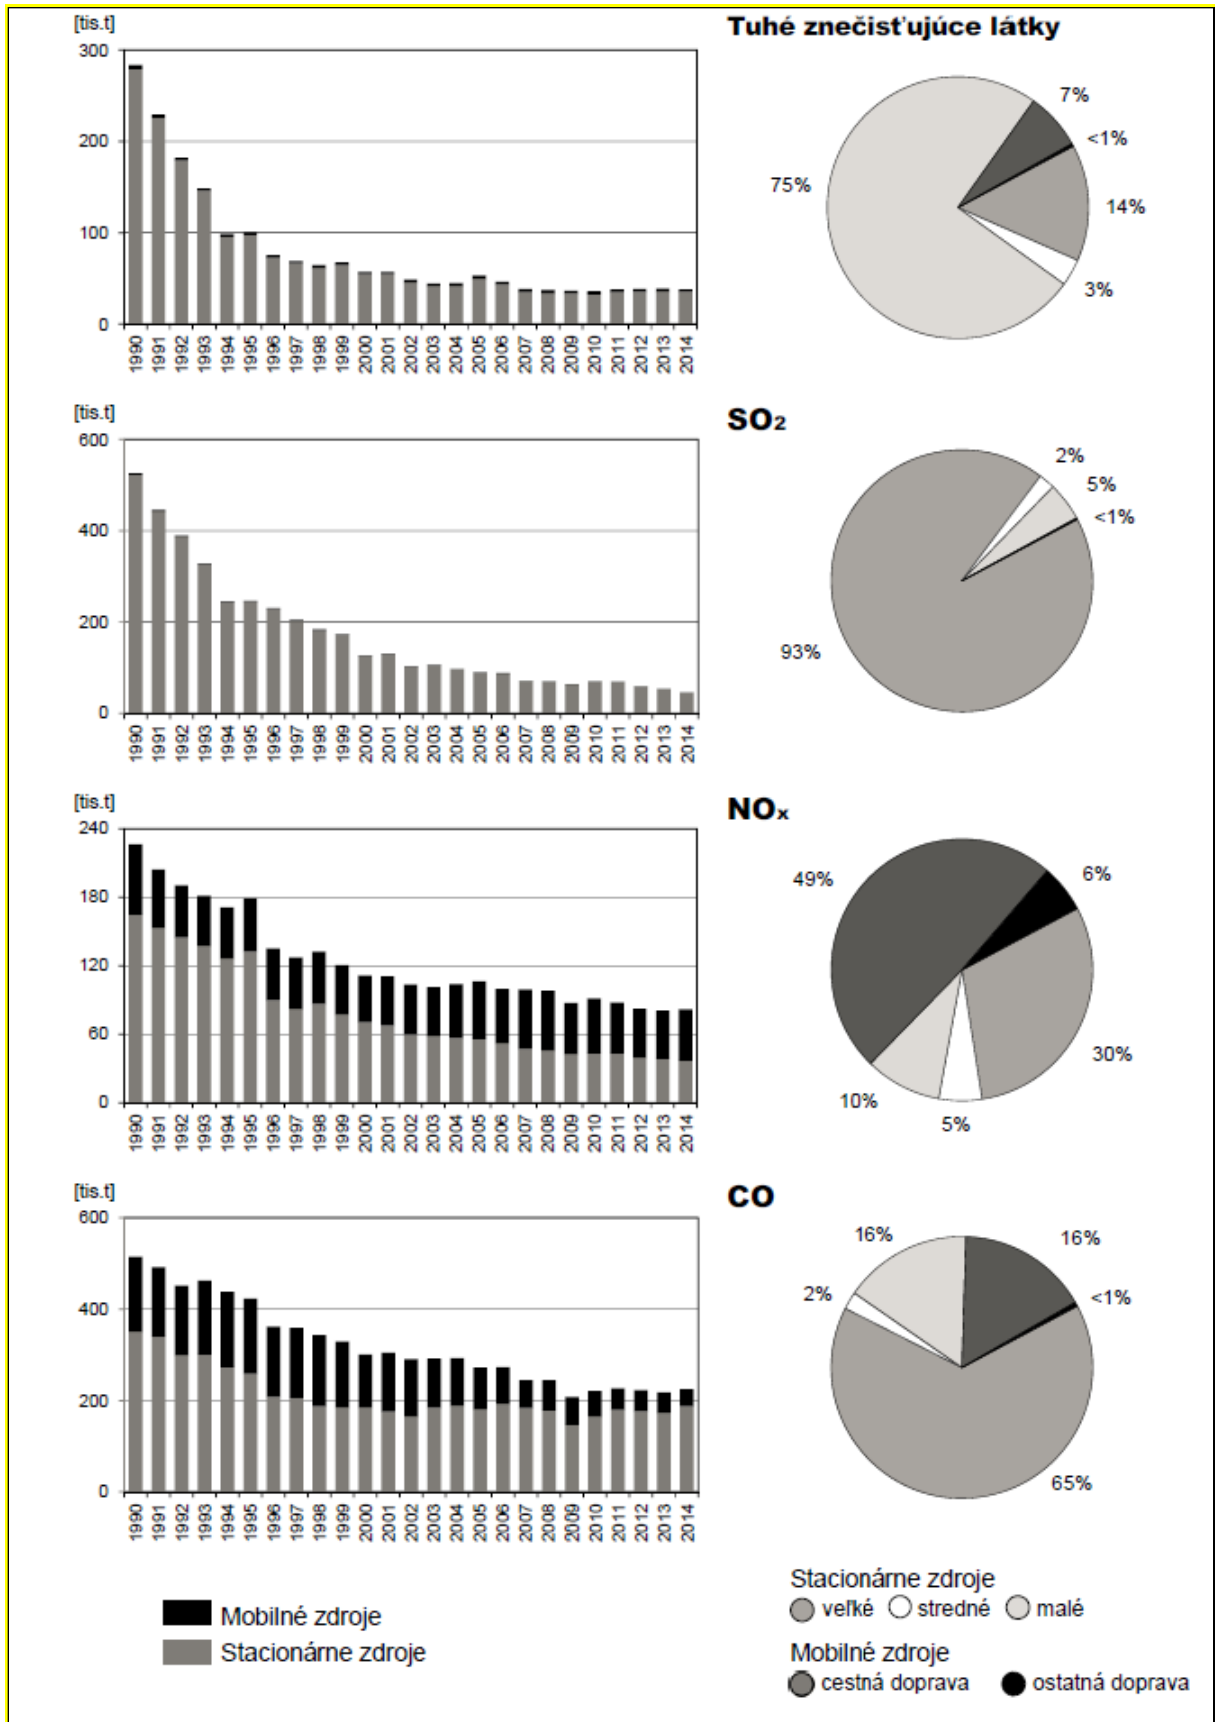 [tis.t]
Tuhé znečisťujúce látky
300
200
100
0
1990 1991 1992 1993 1994 1995 1996 1997 1998 1999 2000 2001 2002 2003 2004 2005 2006 2007 2008 2009 2010 2011 2012 2013 2014
7%
<1%
75%
14%
3%
[tis.t]
SO₂
600
400
200
0
1990 1991 1992 1993 1994 1995 1996 1997 1998 1999 2000 2001 2002 2003 2004 2005 2006 2007 2008 2009 2010 2011 2012 2013 2014
2%
5%
<1%
93%
[tis.t]
NOₓ
240
180
120
60
0
1990 1991 1992 1993 1994 1995 1996 1997 1998 1999 2000 2001 2002 2003 2004 2005 2006 2007 2008 2009 2010 2011 2012 2013 2014
49%
6%
30%
10%
5%
[tis.t]
CO
600
400
200
0
1990 1991 1992 1993 1994 1995 1996 1997 1998 1999 2000 2001 2002 2003 2004 2005 2006 2007 2008 2009 2010 2011 2012 2013 2014
16%
16%
2%
<1%
65%
Mobilné zdroje
Stacionárne zdroje
Stacionárne zdroje
veľké stredné malé
Mobilné zdroje
cestná doprava ostatná doprava